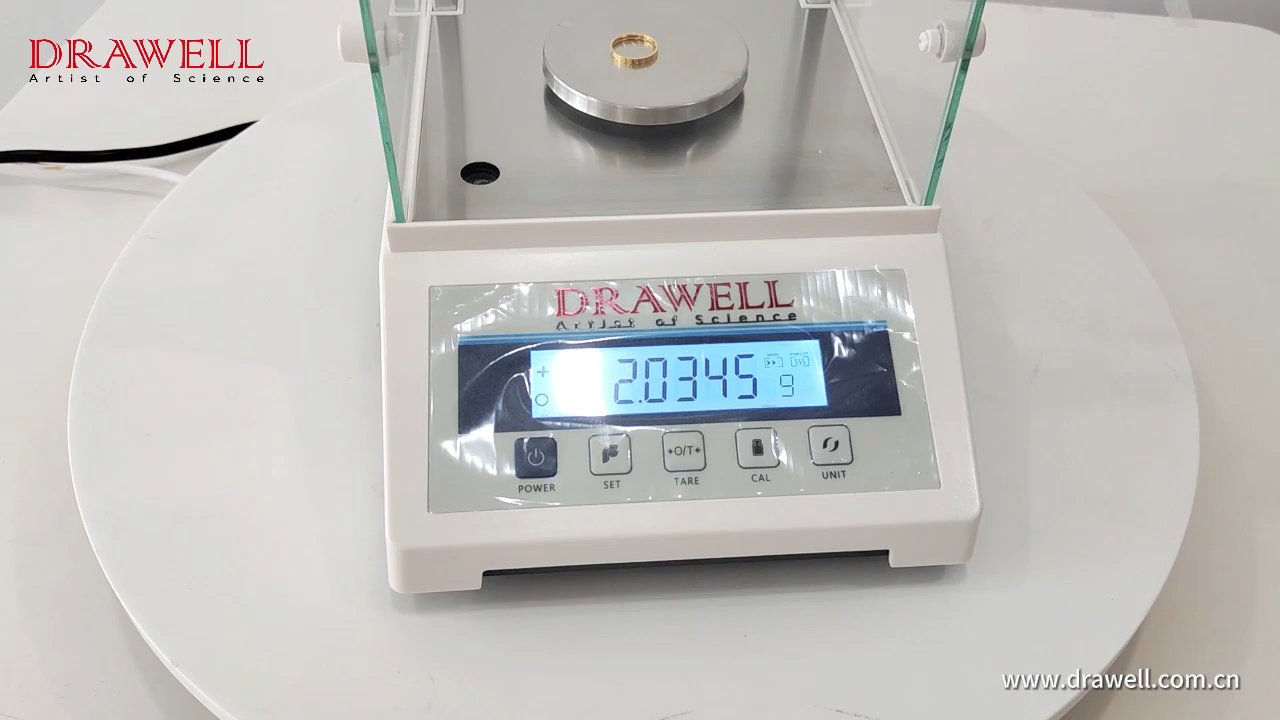 DRAWELL
Artist of Science
DRAWELL
Artist of Science
+ 2.0345 g
O
→O/T←
POWER SET TARE CAL UNIT
www.drawell.com.cn